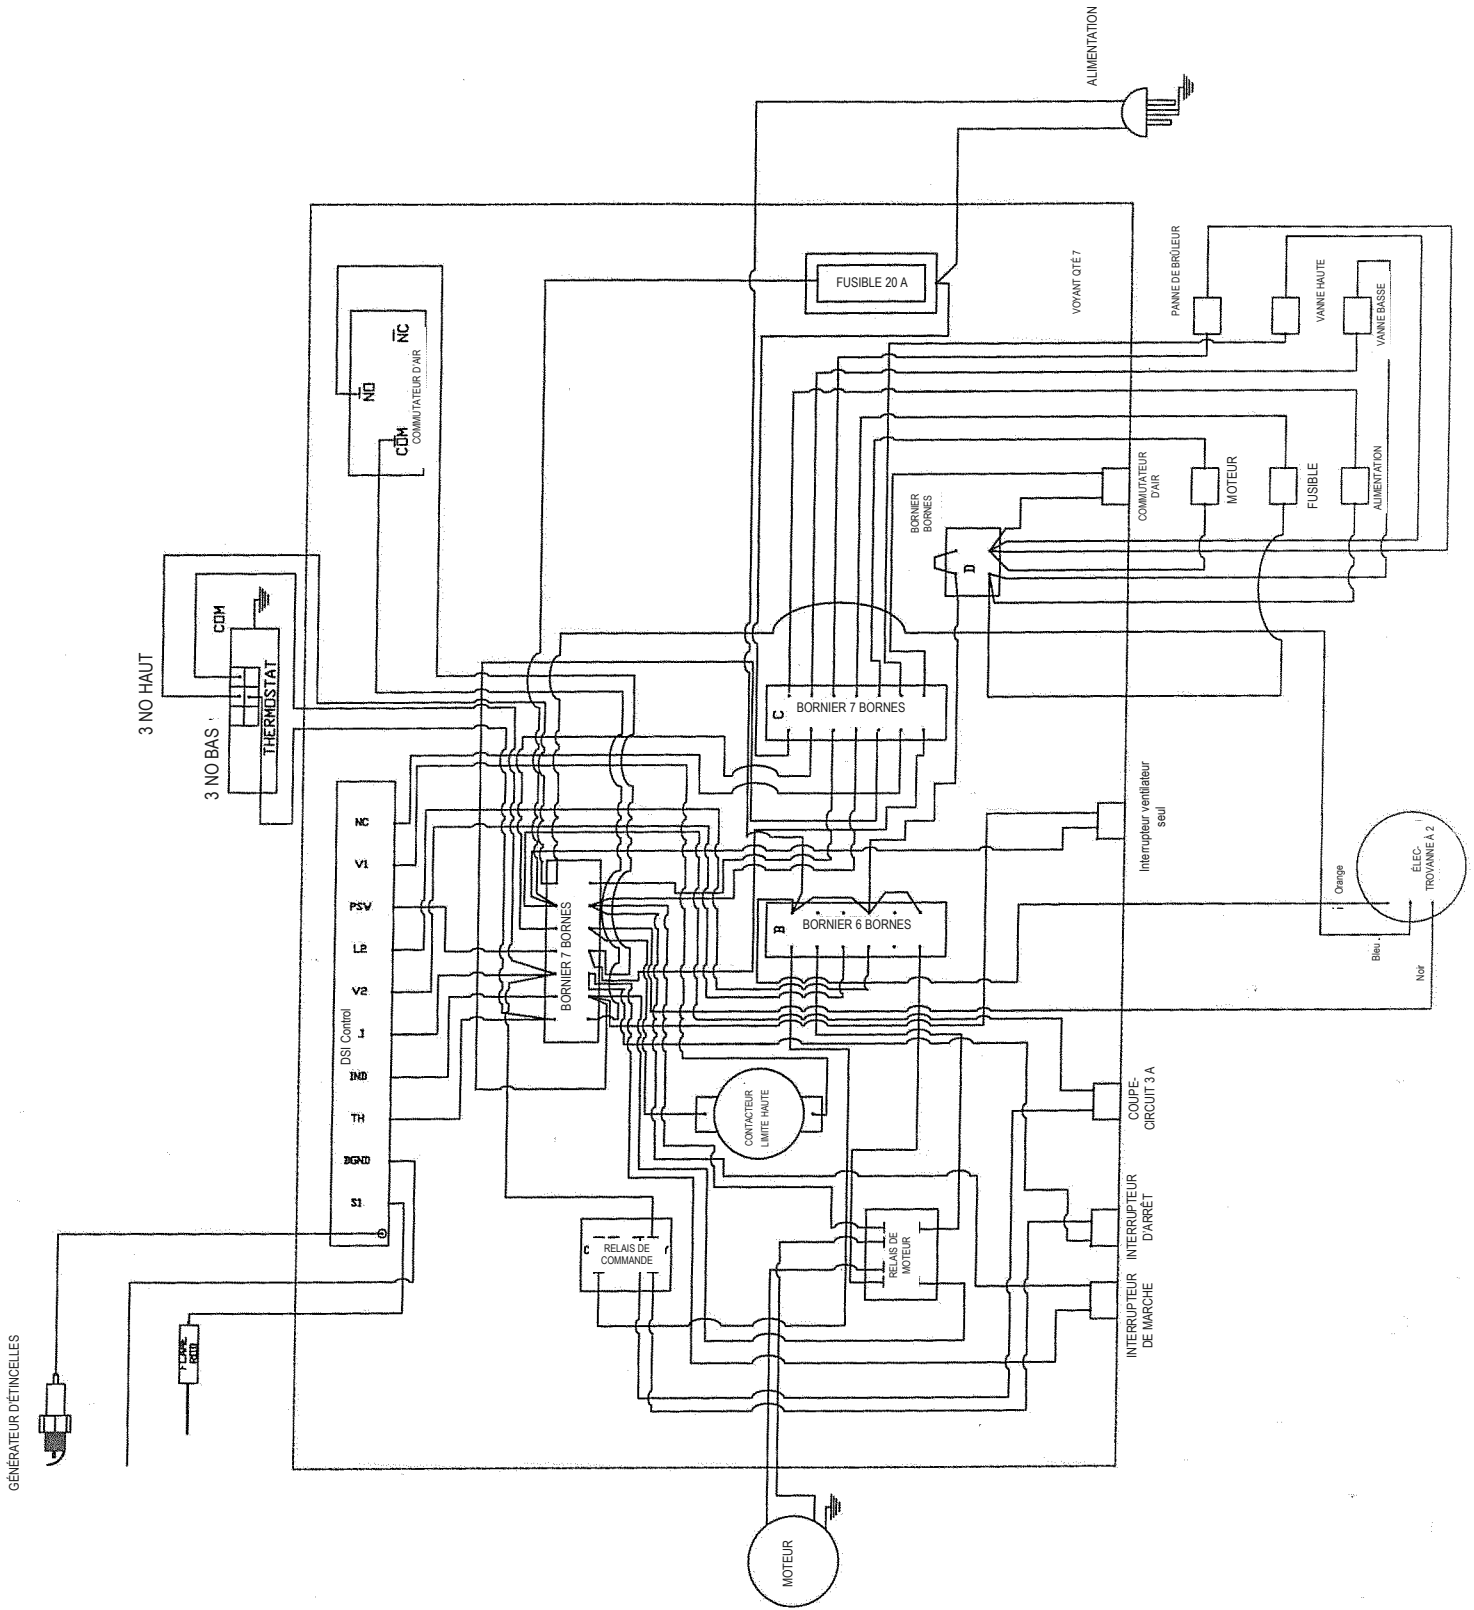 GÉNÉRATEUR D'ÉTINCELLES
FLAME
ROD
MOTEUR
3 NO HAUT
3 NO BAS
COM
THERMOSTAT
DSI Control
NC
V1
PSW
L2
V2
IND
TH
BGND
S1
NO
NC
COM
COMMUTATEUR D'AIR
FUSIBLE 20 A
ALIMENTATION
BORNIER 7 BORNES
C
BORNIER 7 BORNES
B
BORNIER 6 BORNES
BORNIER
BORNES
D
CONTACTEUR
LIMITE HAUTE
C
RELAIS DE
COMMANDE
RELAIS DE
MOTEUR
VOYANT QTÉ 7
PANNE DE BRÛLEUR
VANNE HAUTE
VANNE BASSE
COMMUTATEUR
D'AIR
MOTEUR
FUSIBLE
ALIMENTATION
Interrupteur ventilateur
seul
COUPE-
CIRCUIT 3 A
INTERRUPTEUR
D'ARRÊT
INTERRUPTEUR
DE MARCHE
ÉLEC-
TROVANNE À 2
Orange
Bleu
Noir